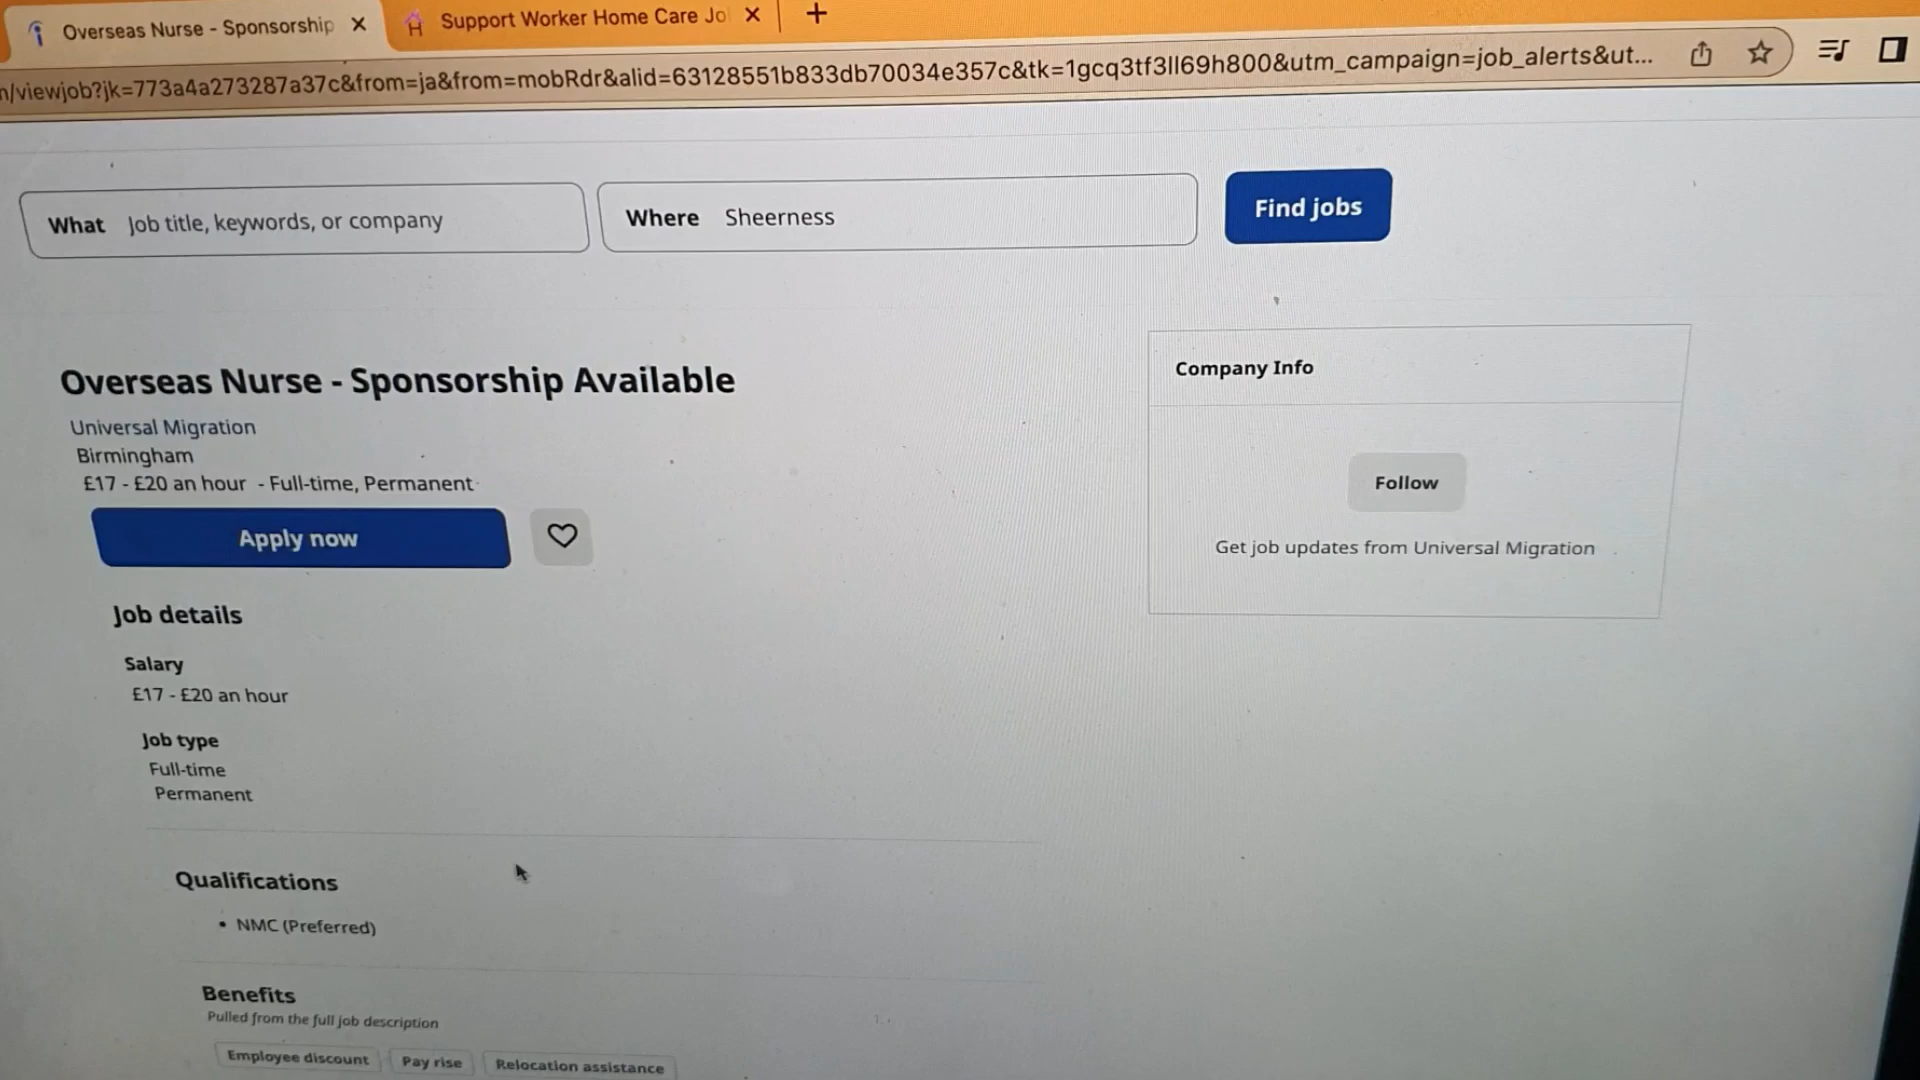 Overseas Nurse - Sponsorship
Support Worker Home Care Jo
n/viewjob?jk=773a4a273287a37c&from=ja&from=mobRdr&alid=63128551b833db70034e357c&tk=1gcq3tf3ll69h800&utm_campaign=job_alerts&ut...
What Job title, keywords, or company
Where Sheerness
Find jobs
Overseas Nurse - Sponsorship Available
Universal Migration
Birmingham
£17 - £20 an hour - Full-time, Permanent
Apply now
Company Info
Follow
Get job updates from Universal Migration
Job details
Salary
£17 - £20 an hour
Job type
Full-time
Permanent
Qualifications
• NMC (Preferred)
Benefits
Pulled from the full job description
Employee discount Pay rise Relocation assistance